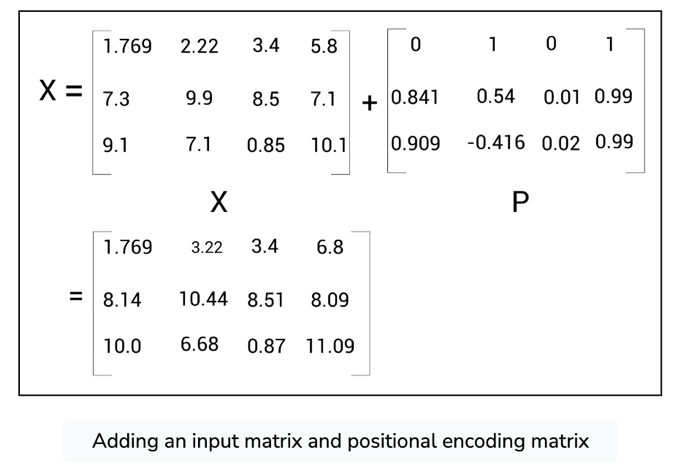 1.769 2.22 3.4 5.8 0 1 0 1
X = 7.3 9.9 8.5 7.1 + 0.841 0.54 0.01 0.99
9.1 7.1 0.85 10.1 0.909 -0.416 0.02 0.99
X P
1.769 3.22 3.4 6.8
= 8.14 10.44 8.51 8.09
10.0 6.68 0.87 11.09
Adding an input matrix and positional encoding matrix